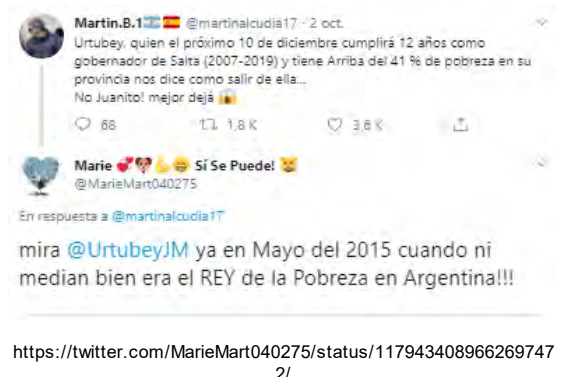 Martin.B.1 @martinalcudia17 · 2 oct.
Urtubey, quien el próximo 10 de diciembre cumplirá 12 años como
gobernador de Salta (2007-2019) y tiene Arriba del 41 % de pobreza en su
provincia nos dice como salir de ella...
No Juanito! mejor dejá 😱
68 1,8 K 3,6 K
Marie 💕🐶💪😁 Sí Se Puede! 😺
@MarieMart040275
En respuesta a @martinalcudia17
mira @UrtubeyJM ya en Mayo del 2015 cuando ni
median bien era el REY de la Pobreza en Argentina!!!
https://twitter.com/MarieMart040275/status/117943408966269747
2/